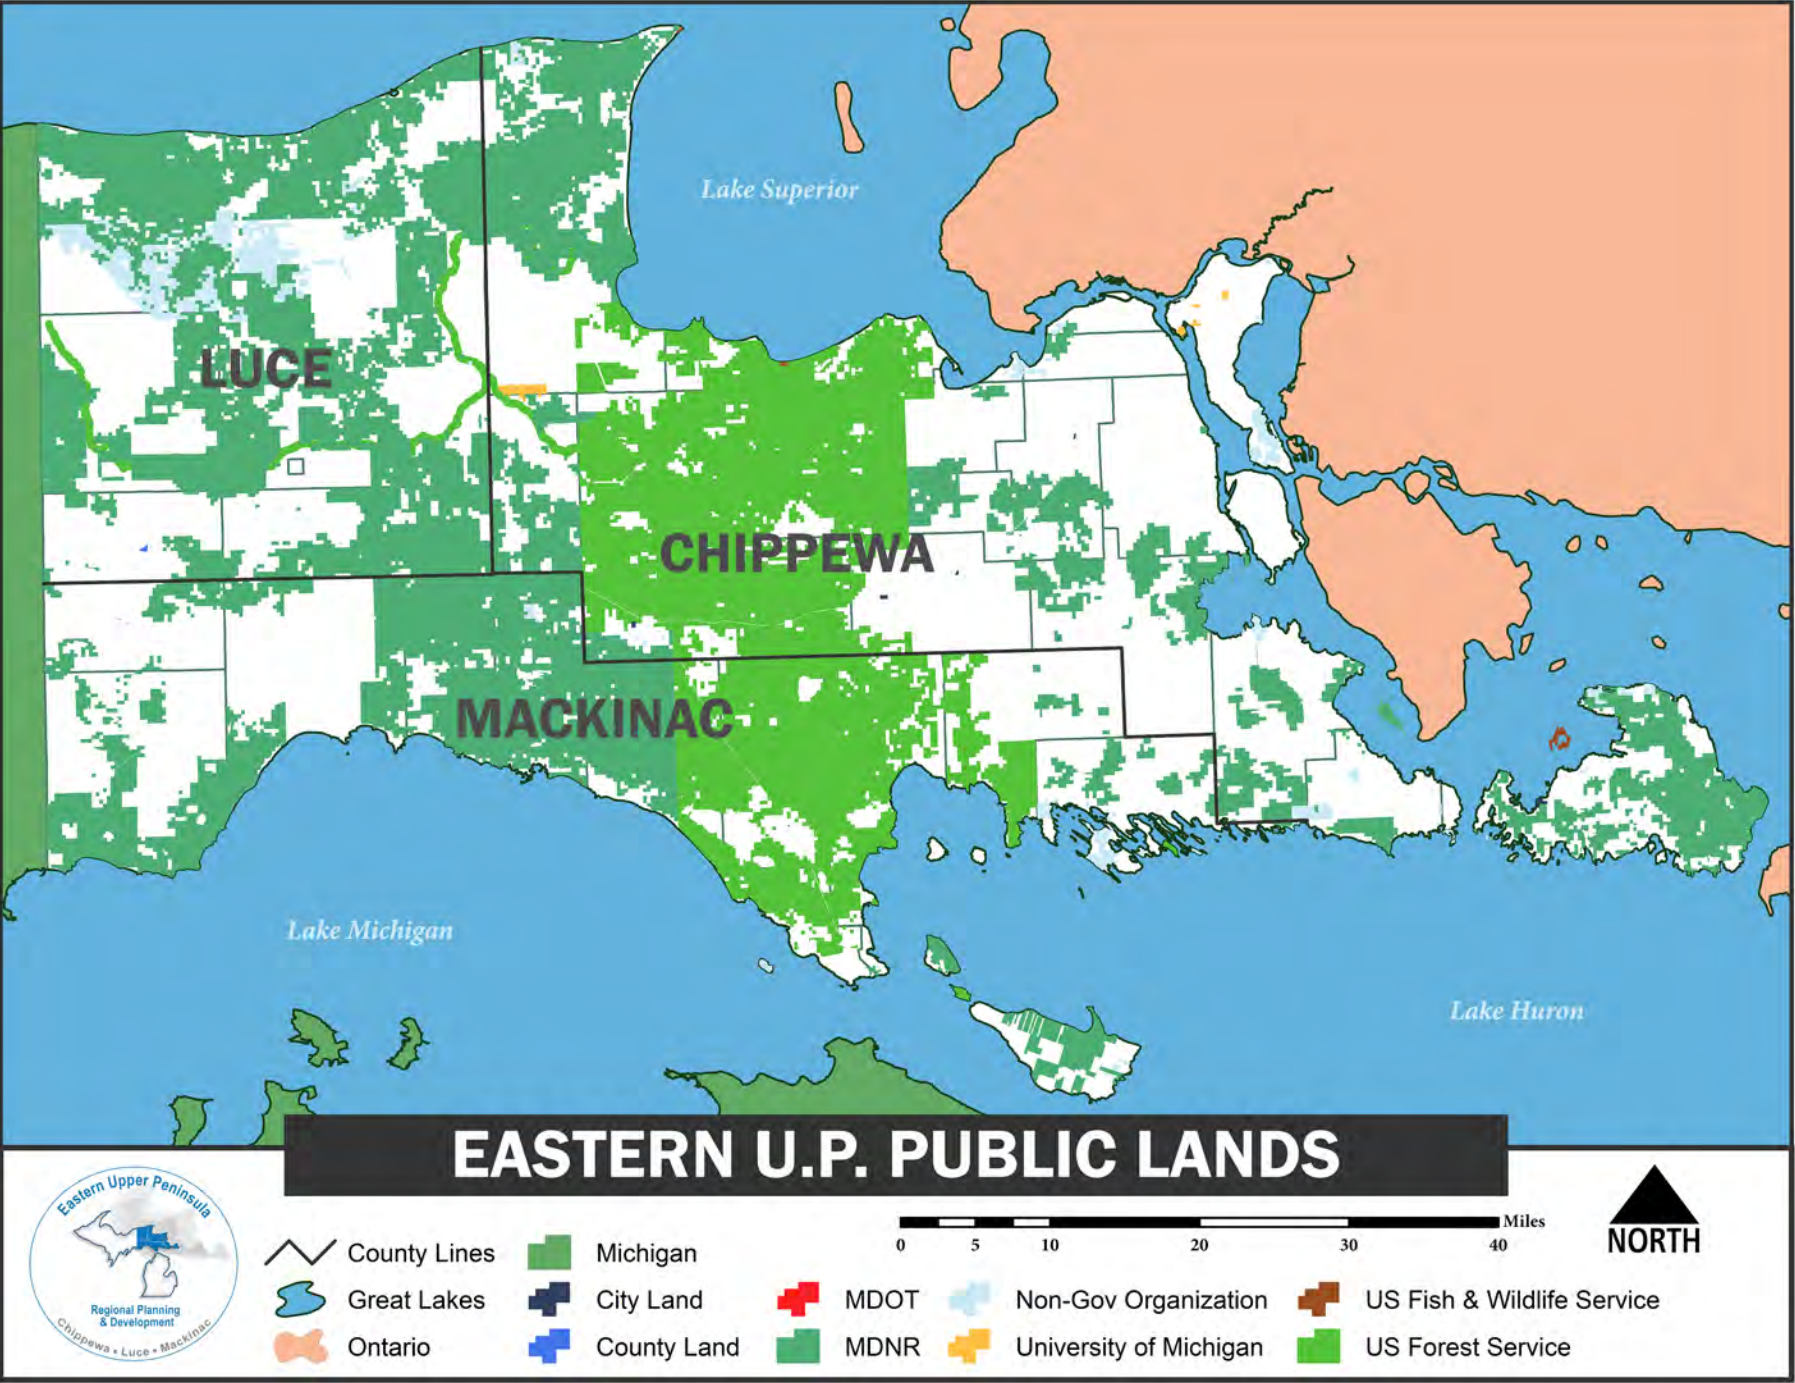 Lake Superior
LUCE
CHIPPEWA
MACKINAC
Lake Michigan
Lake Huron
EASTERN U.P. PUBLIC LANDS
Eastern Upper Peninsula
Regional Planning
& Development
Chippewa • Luce • Mackinac
Miles
0 5 10 20 30 40
NORTH
County Lines
Great Lakes
Ontario
Michigan
City Land
County Land
MDOT
MDNR
Non-Gov Organization
University of Michigan
US Fish & Wildlife Service
US Forest Service